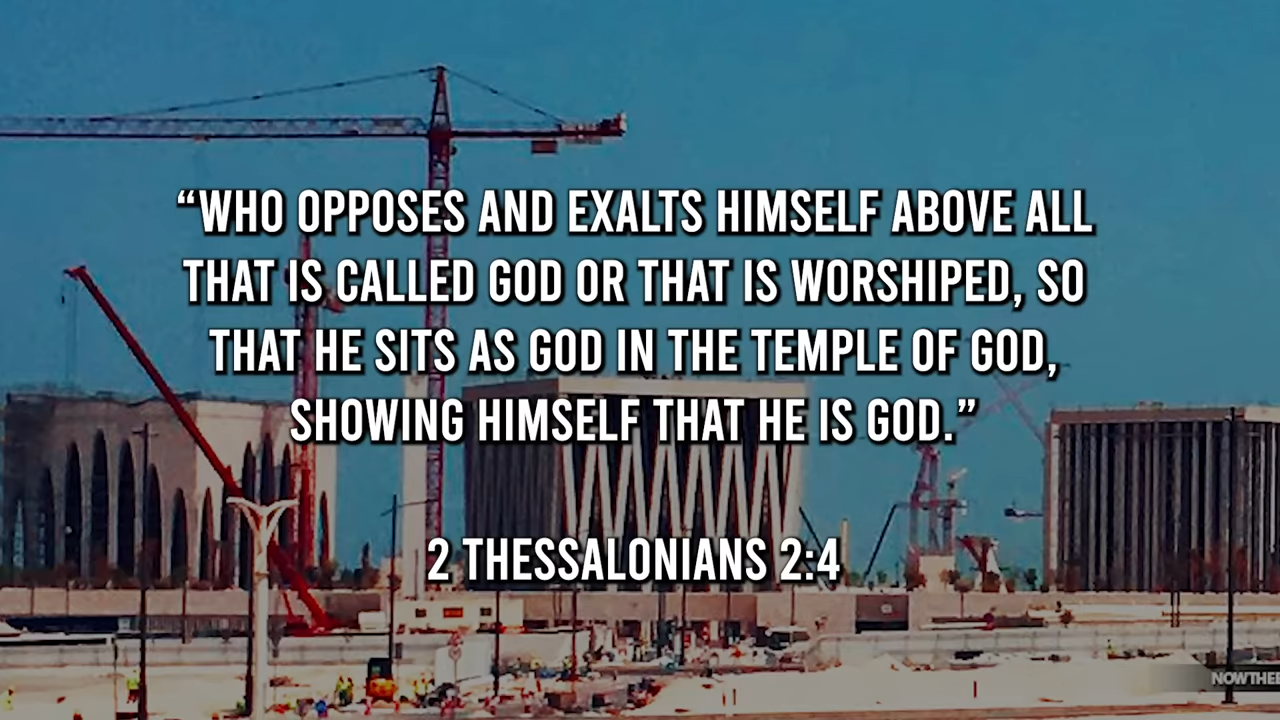 “WHO OPPOSES AND EXALTS HIMSELF ABOVE ALL
THAT IS CALLED GOD OR THAT IS WORSHIPED, SO
THAT HE SITS AS GOD IN THE TEMPLE OF GOD,
SHOWING HIMSELF THAT HE IS GOD.”
2 THESSALONIANS 2:4